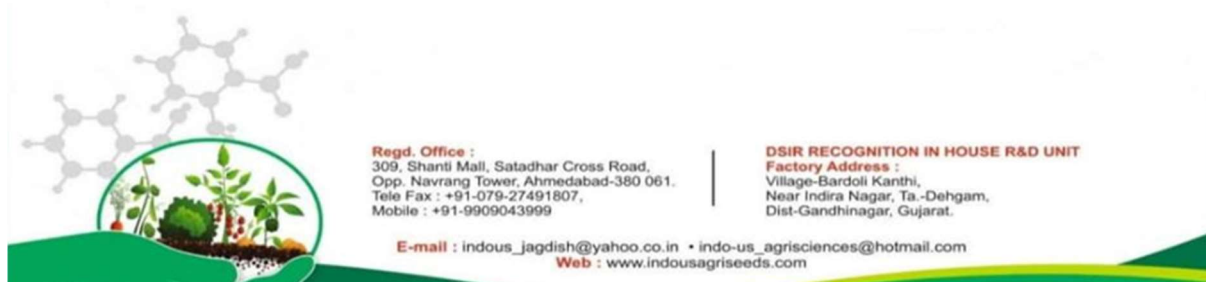 Regd. Office :
309, Shanti Mall, Satadhar Cross Road,
Opp. Navrang Tower, Ahmedabad-380 061.
Tele Fax : +91-079-27491807,
Mobile : +91-9909043999
DSIR RECOGNITION IN HOUSE R&D UNIT
Factory Address :
Village-Bardoli Kanthi,
Near Indira Nagar, Ta.-Dehgam,
Dist-Gandhinagar, Gujarat.
E-mail : indous_jagdish@yahoo.co.in • indo-us_agrisciences@hotmail.com
Web : www.indousagriseeds.com